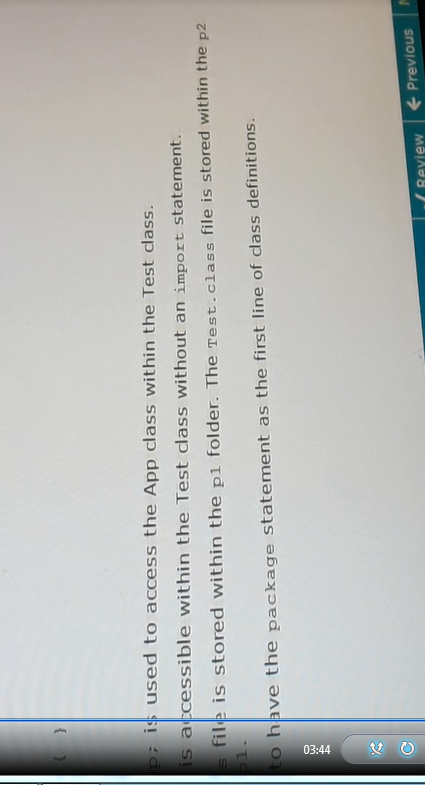 { }
p; is used to access the App class within the Test class.
is accessible within the Test class without an import statement.
s file is stored within the p1 folder. The Test.class file is stored within the p2
p1.
to have the package statement as the first line of class definitions.
Review
← Previous
03:44